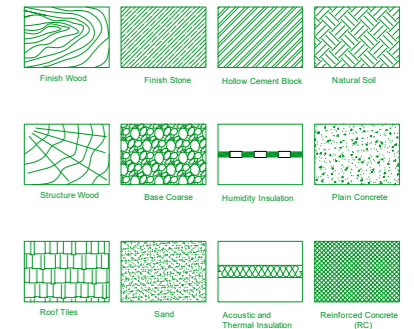 Finish Wood
Finish Stone
Hollow Cement Block
Natural Soil
Structure Wood
Base Coarse
Humidity Insulation
Plain Concrete
Roof Tiles
Sand
Acoustic and
Thermal Insulation
Reinforced Concrete
(RC)